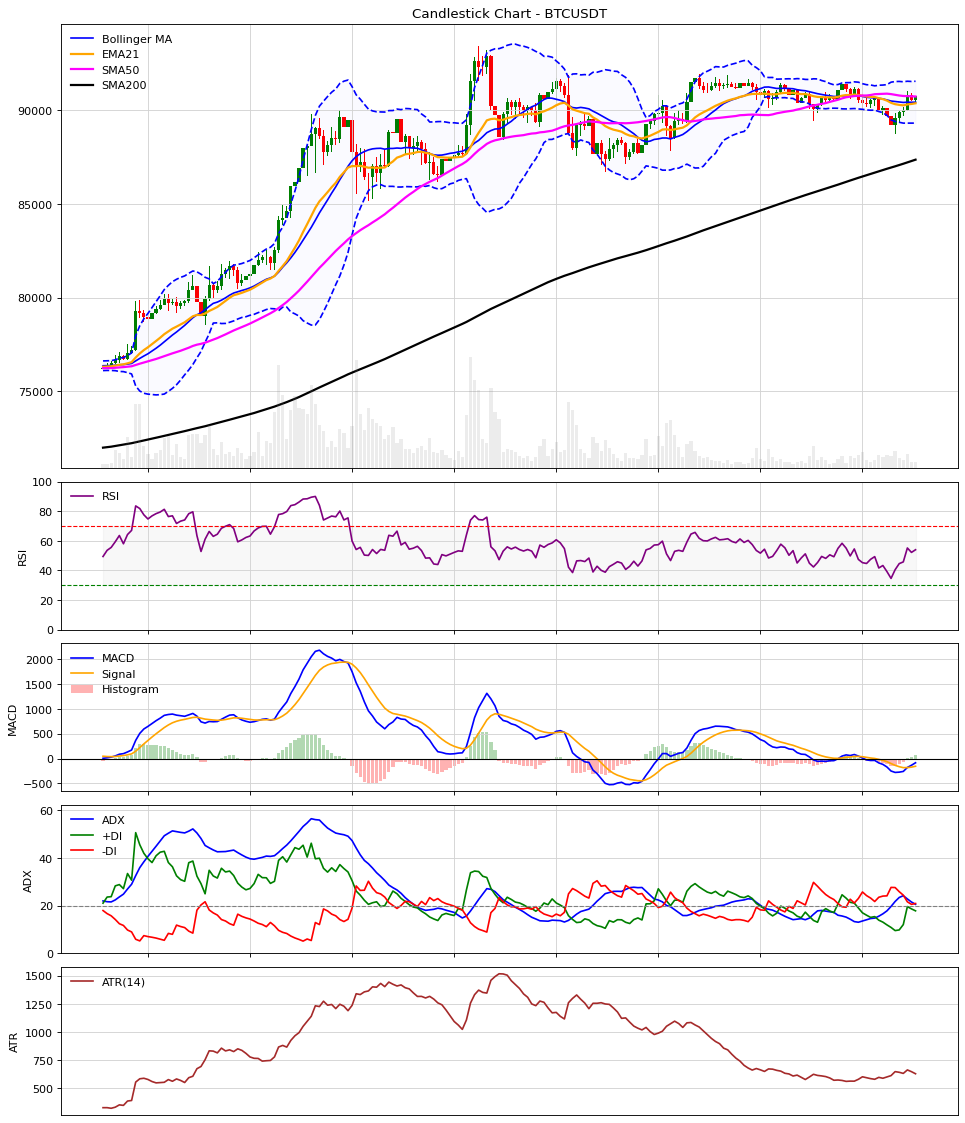 Candlestick Chart - BTCUSDT
Bollinger MA
EMA21
SMA50
SMA200
90000
85000
80000
75000
RSI
100
80
60
40
20
0
RSI
MACD
Signal
Histogram
2000
1500
1000
500
0
−500
MACD
ADX
+DI
-DI
60
40
20
0
ADX
ATR(14)
1500
1250
1000
750
500
ATR